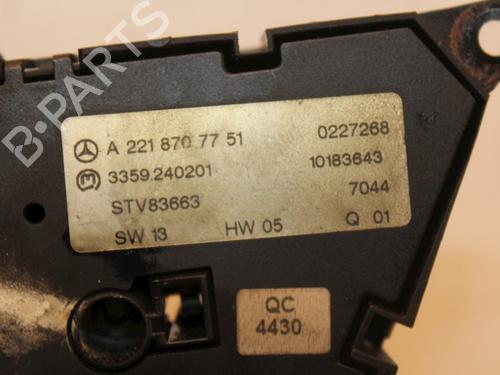 B-PARTS
A 221 870 77 51 0227268
3359.240201 10183643
STV83663 7044
SW 13 HW 05 Q 01
QC
4430